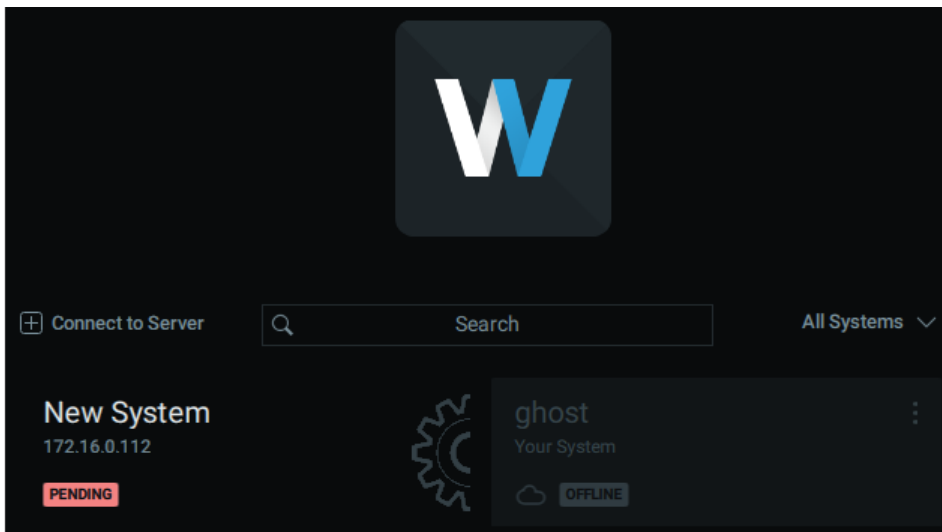 W
Connect to Server
Search
All Systems
New System
172.16.0.112
PENDING
ghost
Your System
OFFLINE